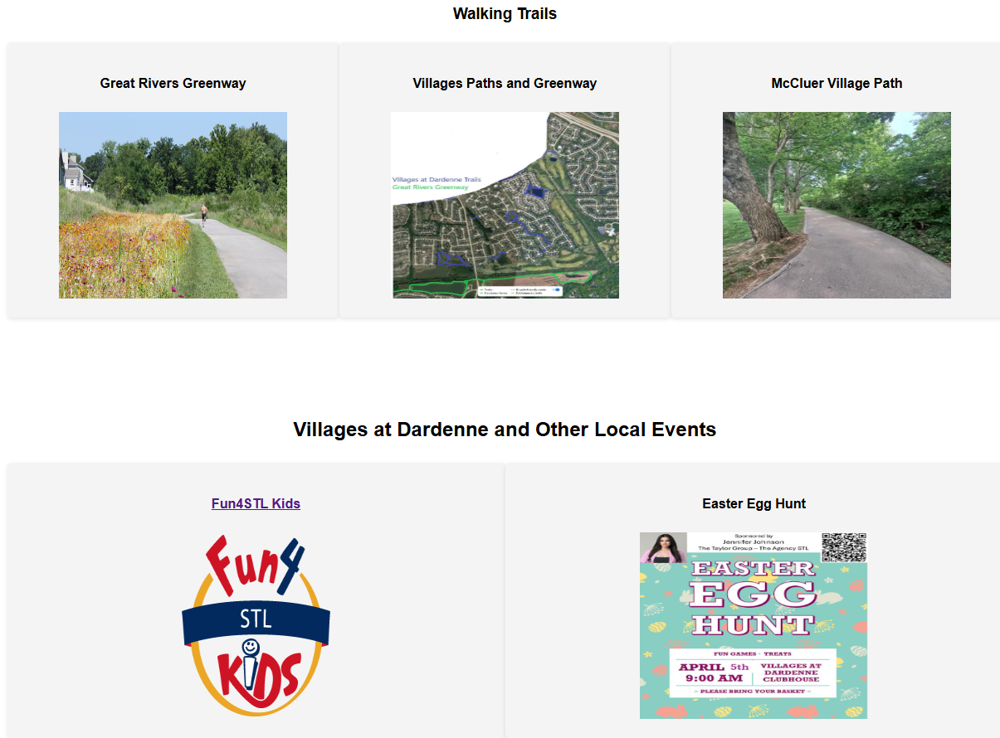 Walking Trails
Great Rivers Greenway
Villages Paths and Greenway
McCluer Village Path
Villages at Dardenne Trails
Great Rivers Greenway
Villages at Dardenne and Other Local Events
Fun4STL Kids
Easter Egg Hunt
Fun4
STL
KiDS
Sponsored by
Jennifer Johnson
The Taylor Group – The Agency STL
EASTER
EGG
HUNT
FUN GAMES - TREATS
APRIL 5th
9:00 AM
VILLAGES AT
DARDENNE
CLUBHOUSE
~ PLEASE BRING YOUR BASKET ~